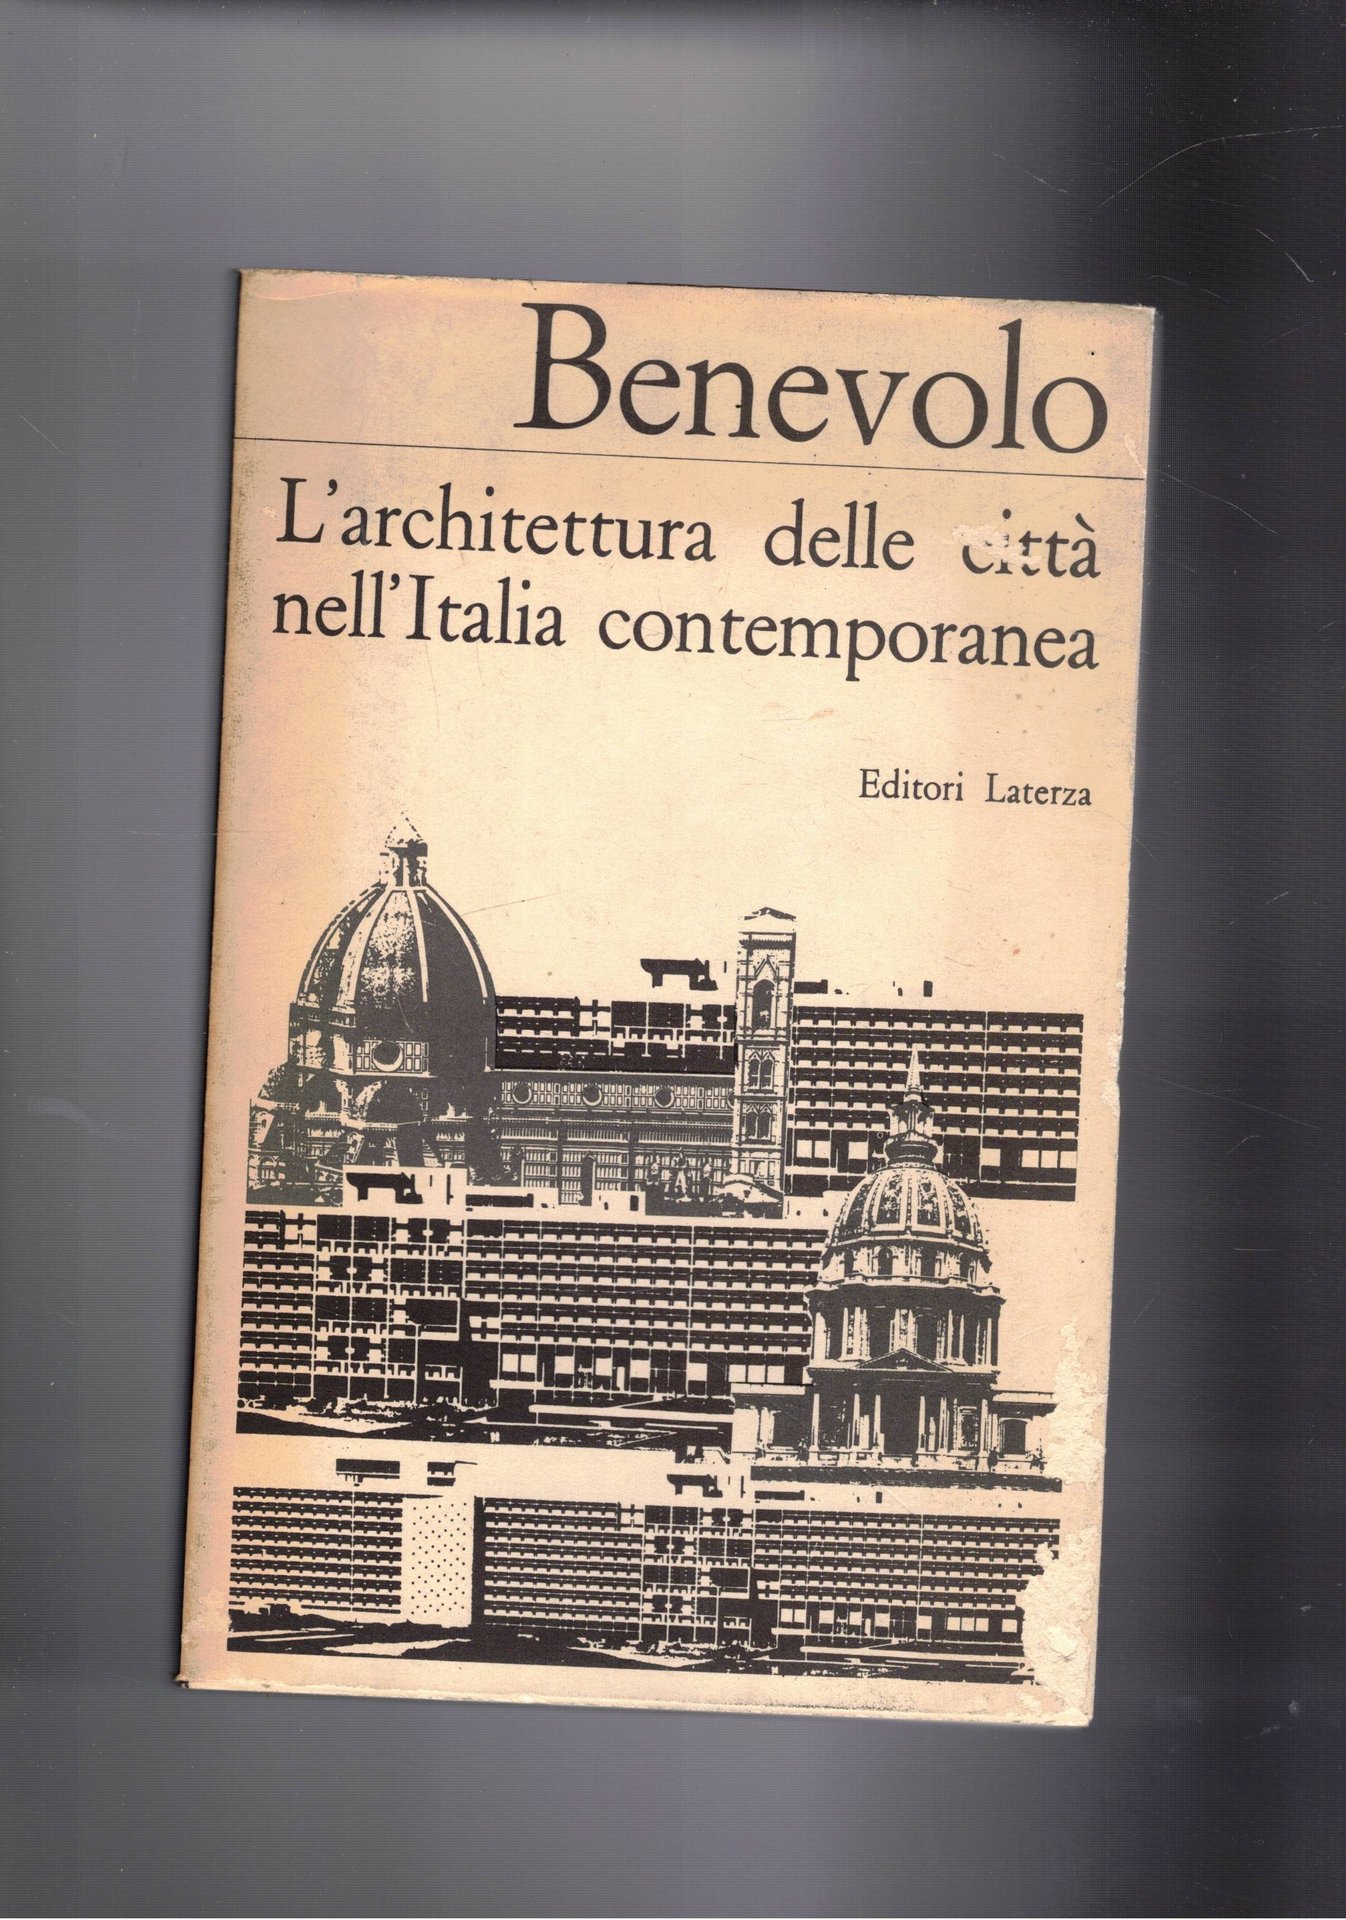 Benevolo
L'architettura delle città
nell'Italia contemporanea
Editori Laterza